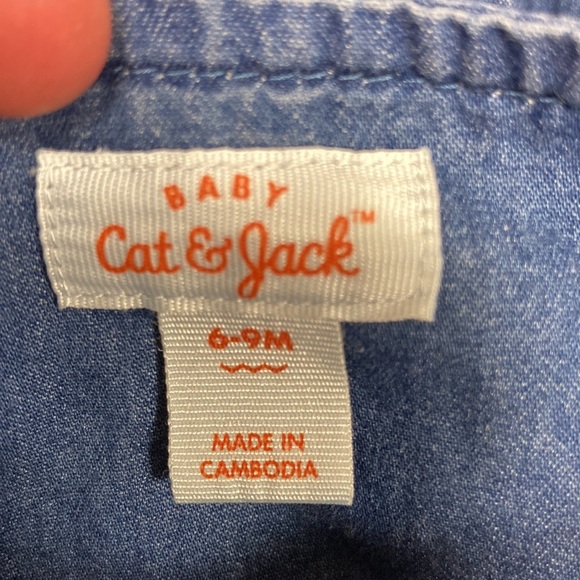 BABY
Cat & Jack™
6-9M
MADE IN
CAMBODIA